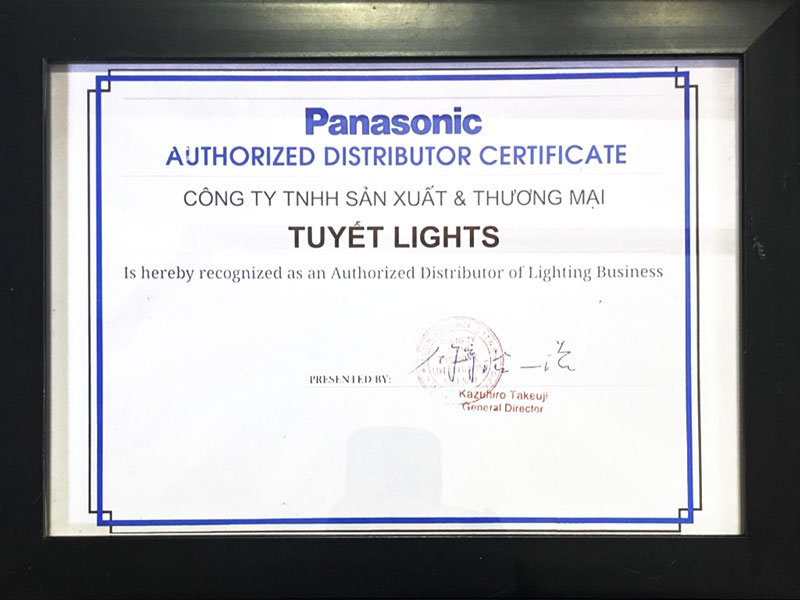 Panasonic
AUTHORIZED DISTRIBUTOR CERTIFICATE
CÔNG TY TNHH SẢN XUẤT & THƯƠNG MẠI
TUYẾT LIGHTS
Is hereby recognized as an Authorized Distributor of Lighting Business
PRESENTED BY:
Kazuhiro Takeuji
General Director